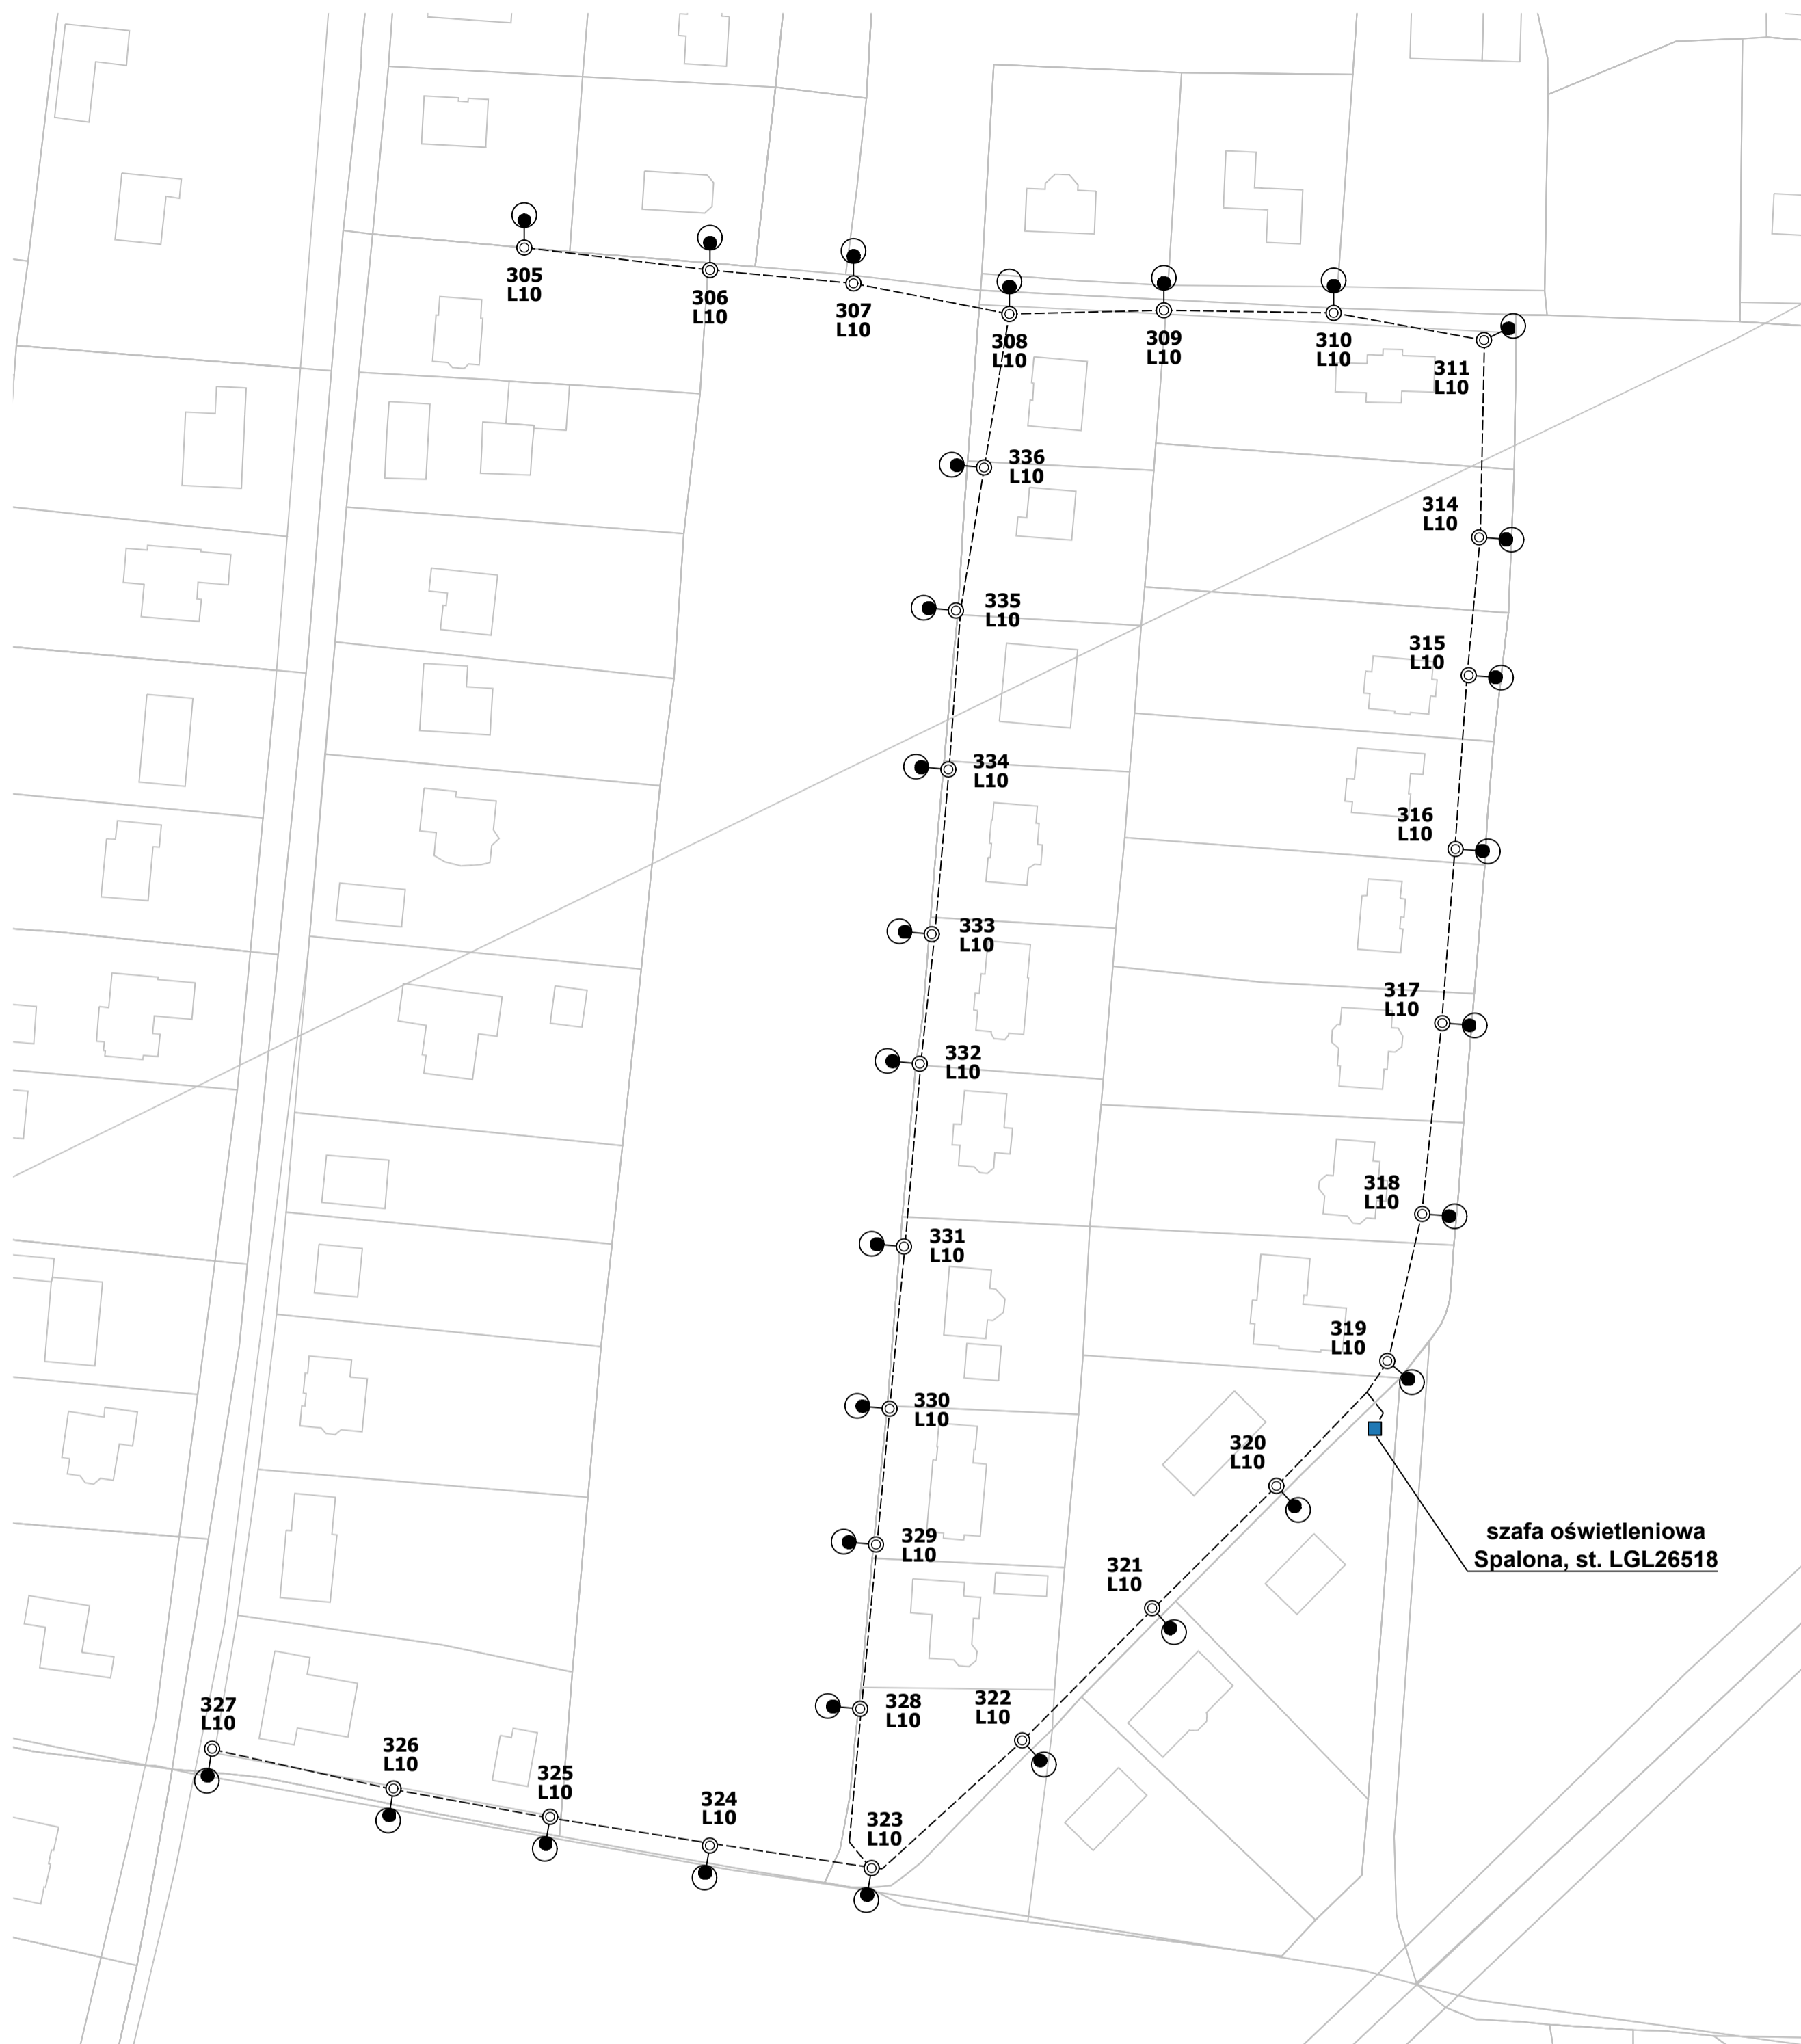 305
L10
306
L10
307
L10
308
L10
309
L10
310
L10
311
L10
336
L10
314
L10
335
L10
315
L10
334
L10
316
L10
333
L10
317
L10
332
L10
318
L10
331
L10
319
L10
330
L10
320
L10
szafa oświetleniowa
Spalona, st. LGL26518
329
L10
321
L10
328
L10
322
L10
327
L10
326
L10
325
L10
324
L10
323
L10